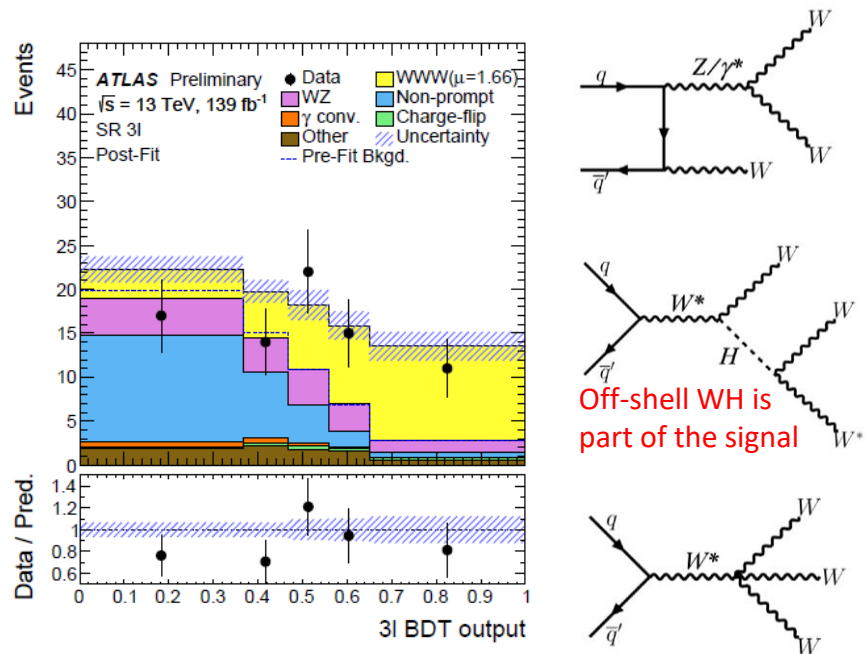 Events
45
40
35
30
25
20
15
10
5
0
ATLAS Preliminary
√s = 13 TeV, 139 fb⁻¹
SR 3l
Post-Fit
Data
WWW(μ=1.66)
WZ
Non-prompt
γ conv.
Charge-flip
Other
Uncertainty
Pre-Fit Bkgd.
Data / Pred.
1.4
1.2
1
0.8
0.6
0 0.1 0.2 0.3 0.4 0.5 0.6 0.7 0.8 0.9 1
3l BDT output
q
Z/γ*
W
W
q̅′
W
q
W*
W
H
q̅′
W*
Off-shell WH is
part of the signal
q
W*
W
W
q̅′
W